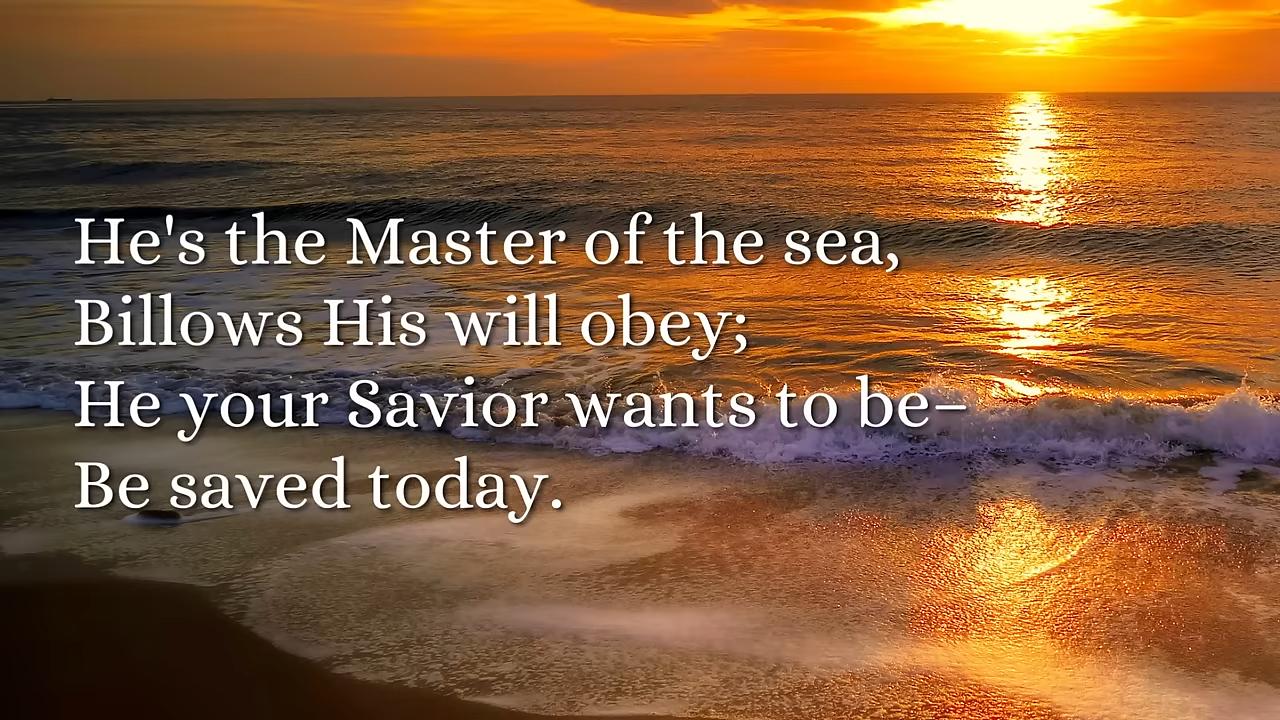 He's the Master of the sea,
Billows His will obey;
He your Savior wants to be–
Be saved today.